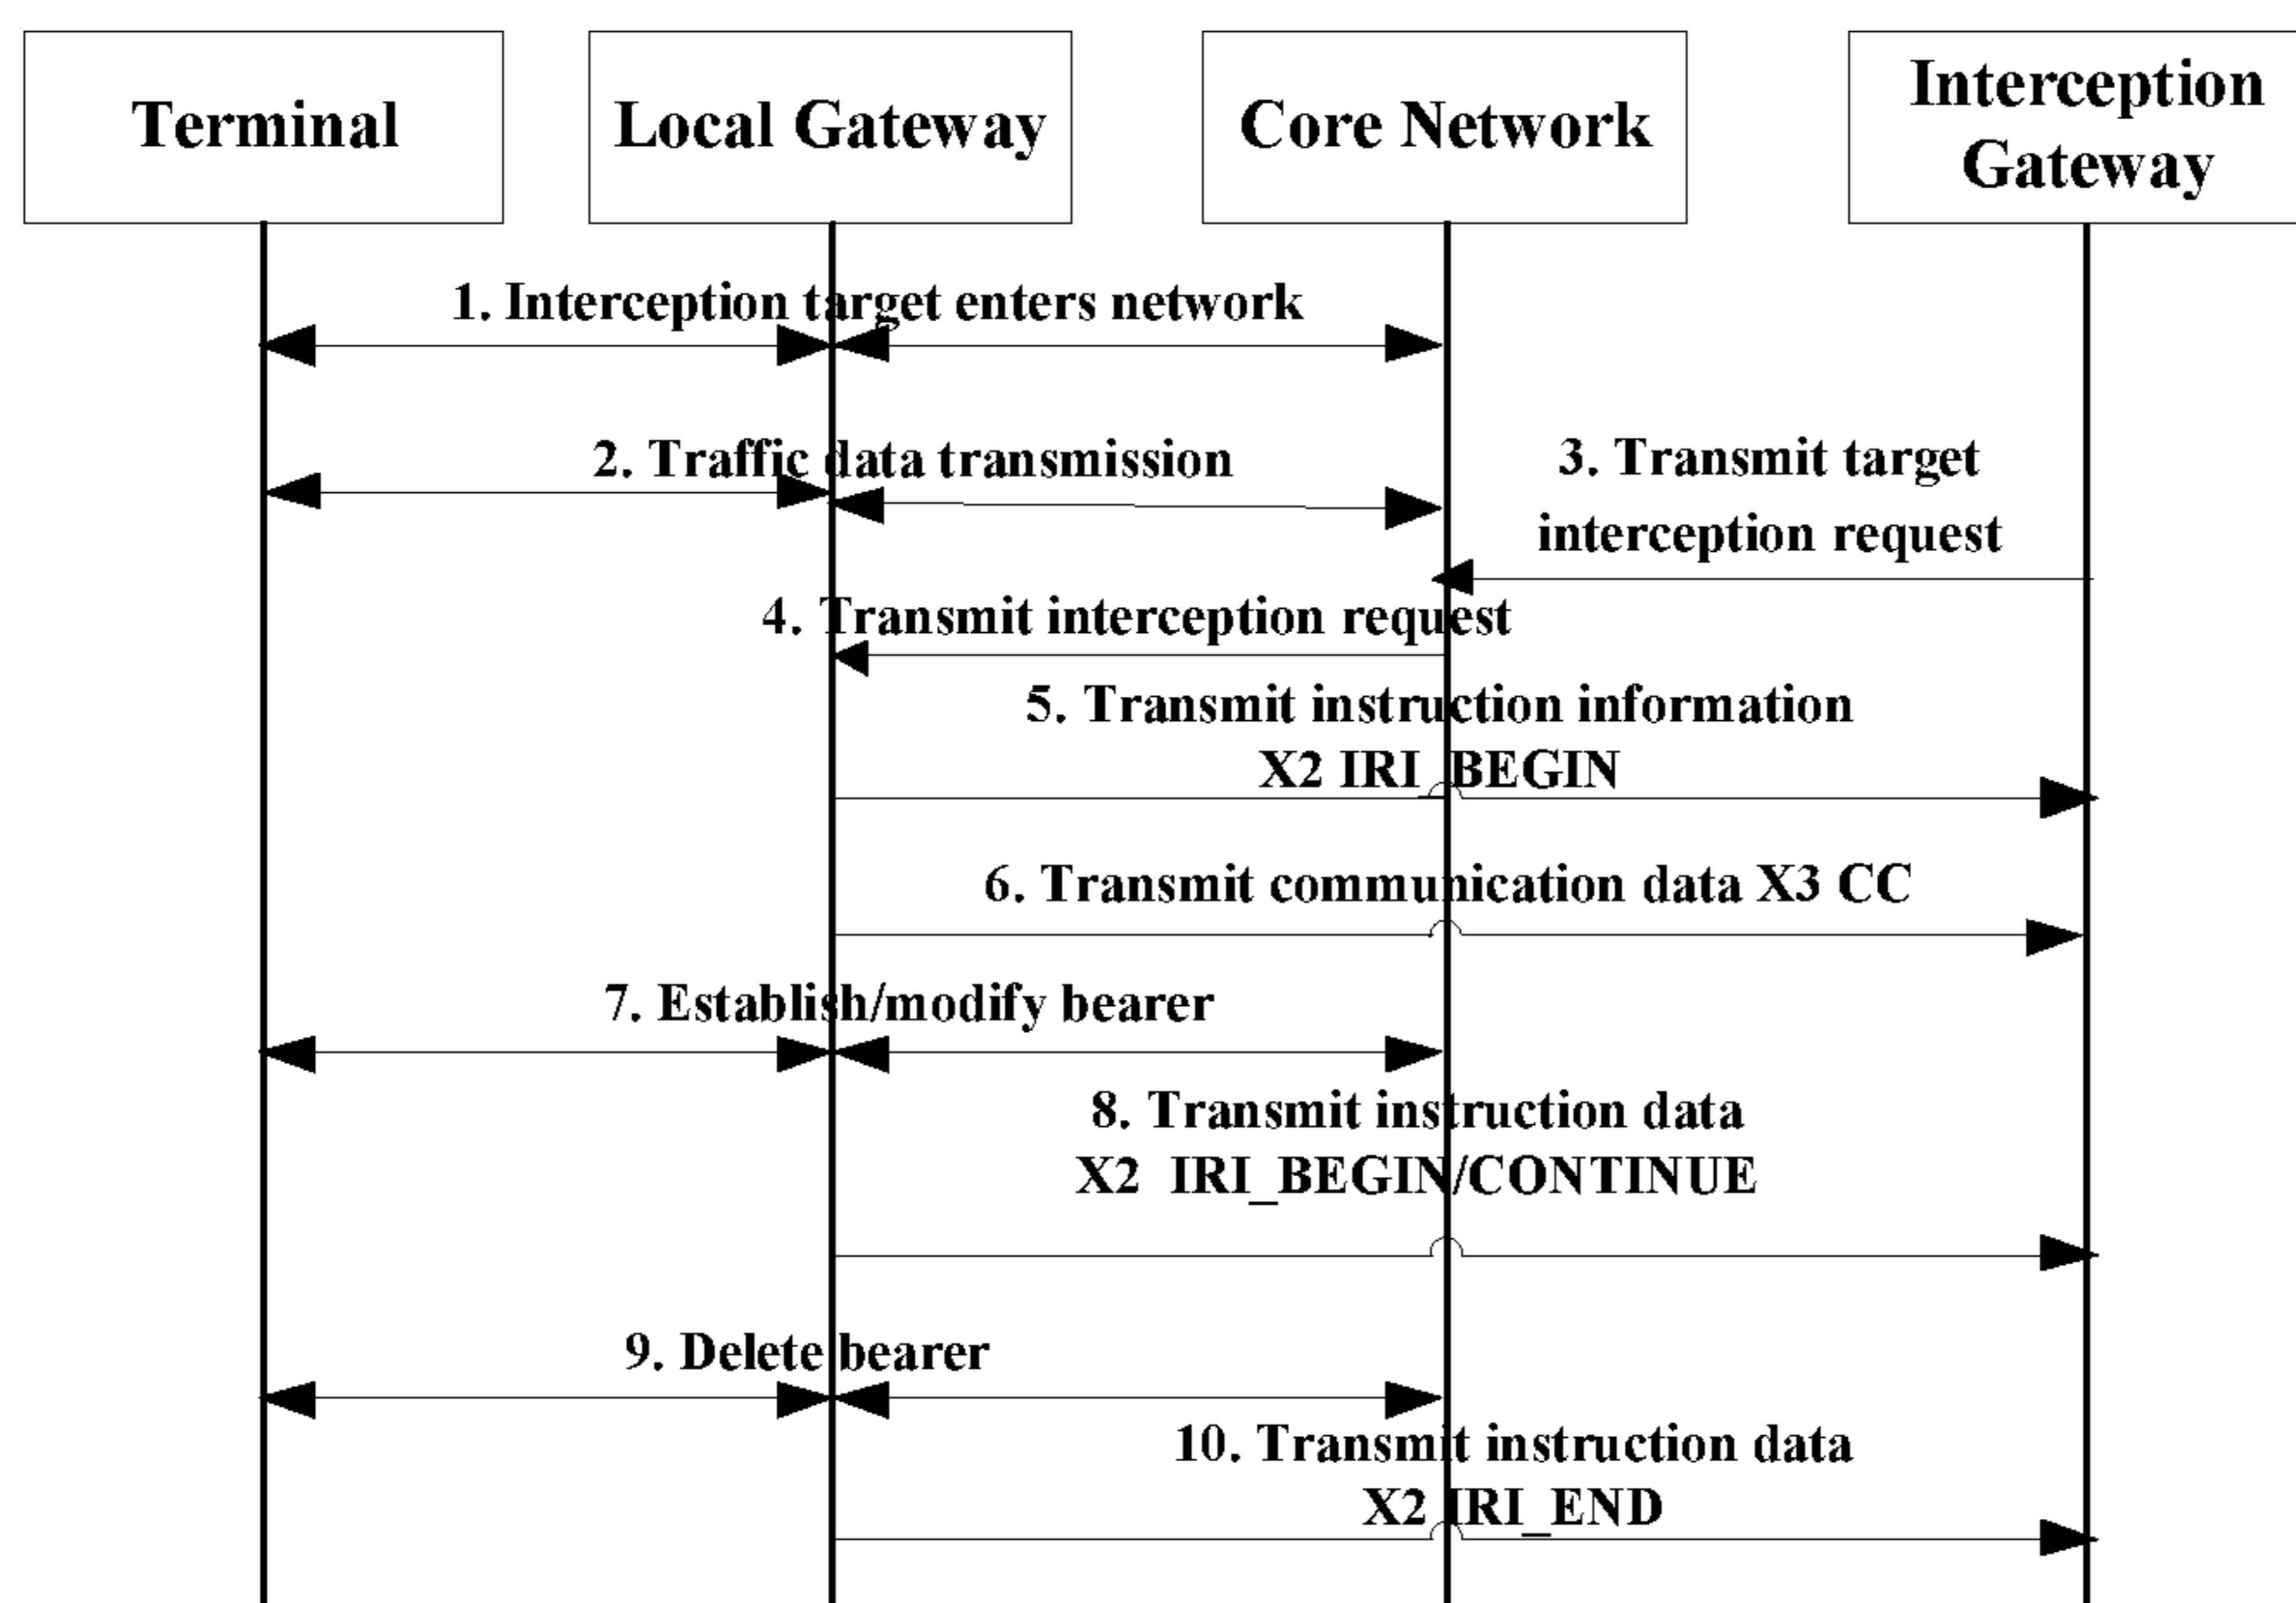 Terminal
Local Gateway
Core Network
Interception
Gateway
1. Interception target enters network
2. Traffic data transmission
3. Transmit target
interception request
4. Transmit interception request
5. Transmit instruction information
X2 IRI_BEGIN
6. Transmit communication data X3 CC
7. Establish/modify bearer
8. Transmit instruction data
X2 IRI_BEGIN/CONTINUE
9. Delete bearer
10. Transmit instruction data
X2 IRI_END